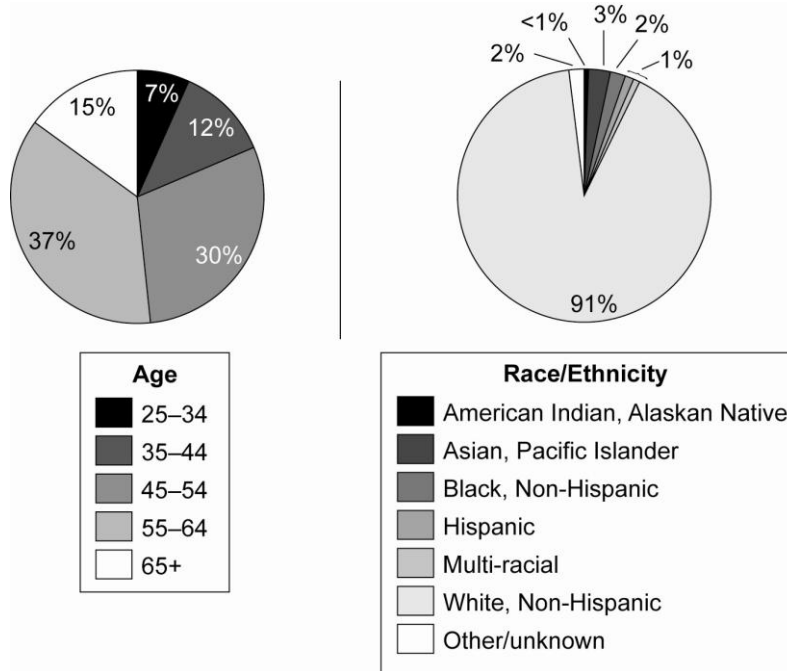 7%
12%
30%
37%
15%
<1%
3%
2%
2%
1%
91%
Age
25–34
35–44
45–54
55–64
65+
Race/Ethnicity
American Indian, Alaskan Native
Asian, Pacific Islander
Black, Non-Hispanic
Hispanic
Multi-racial
White, Non-Hispanic
Other/unknown